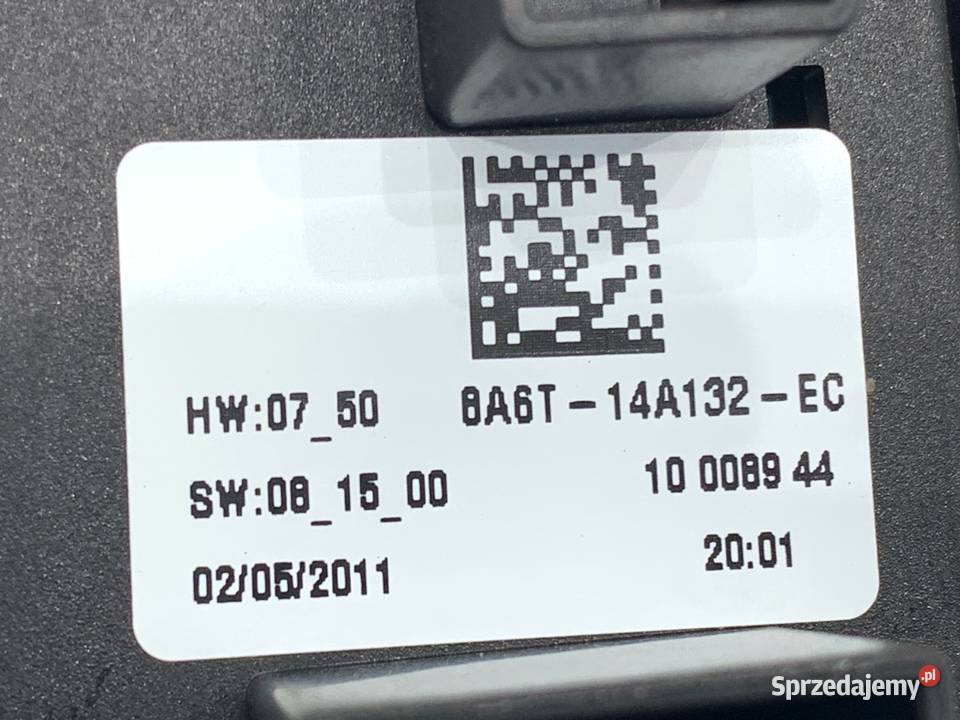 HW:07_50 8A6T-14A132-EC
SW:08_15_00 10 0089 44
02/05/2011 20:01
Sprzedajemy.pl